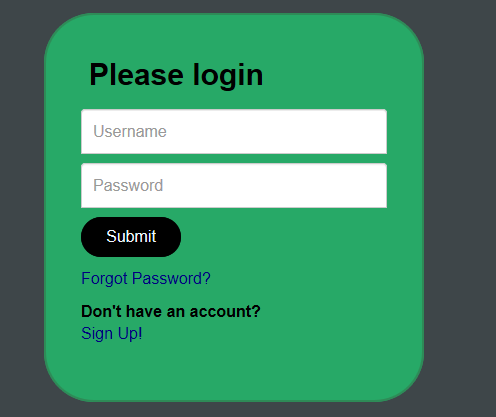 Please login
Username
Password
Submit
Forgot Password?
Don't have an account?
Sign Up!